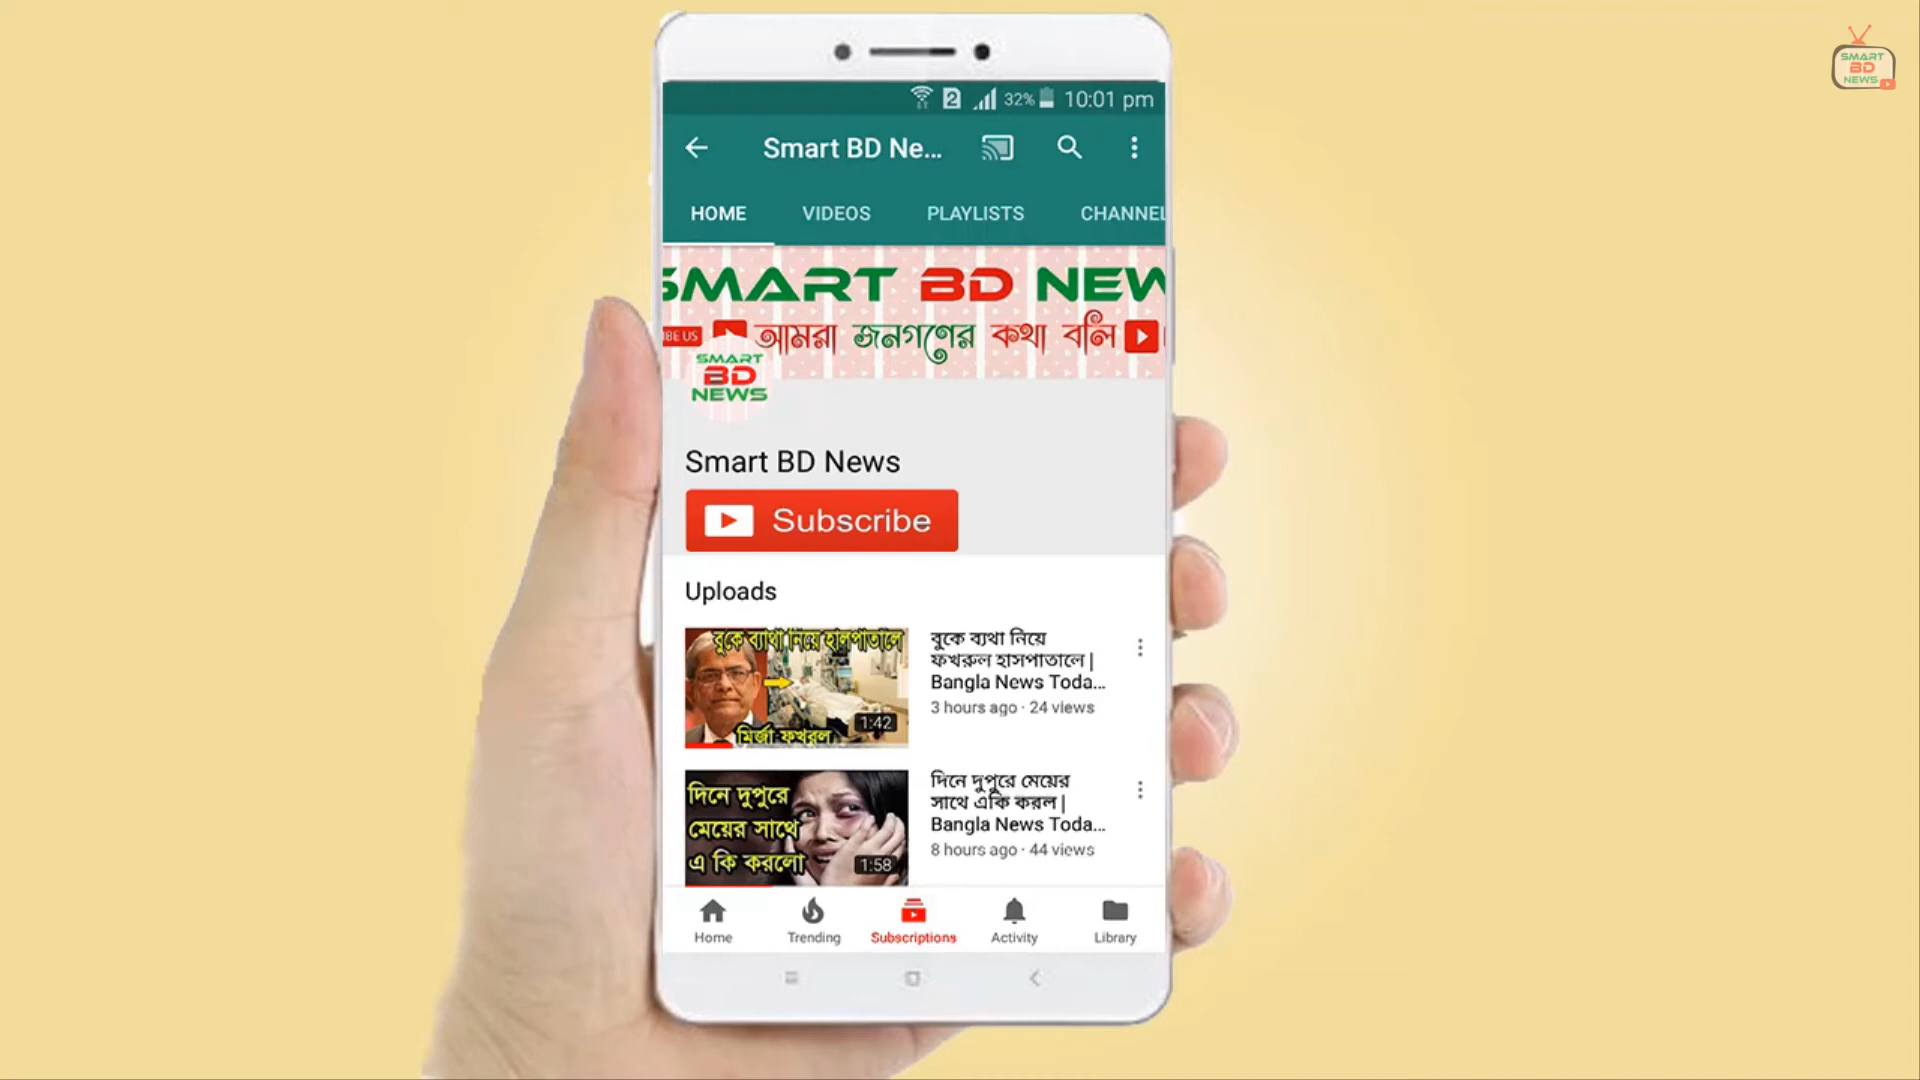 SMART
BD
NEWS
2 32% 10:01 pm
Smart BD Ne...
HOME VIDEOS PLAYLISTS CHANNEL
SMART BD NEW
BE US আমরা জনগণের কথা বলি
SMART
BD
NEWS
Smart BD News
Subscribe
Uploads
বুকে ব্যাথা নিয়ে হাসপাতালে
মির্জা ফখরুল
1:42
বুকে ব্যথা নিয়ে
ফখরুল হাসপাতালে |
Bangla News Toda...
3 hours ago · 24 views
দিনে দুপুরে
মেয়ের সাথে
এ কি করলো
1:58
দিনে দুপুরে মেয়ের
সাথে একি করল |
Bangla News Toda...
8 hours ago · 44 views
Home Trending Subscriptions Activity Library